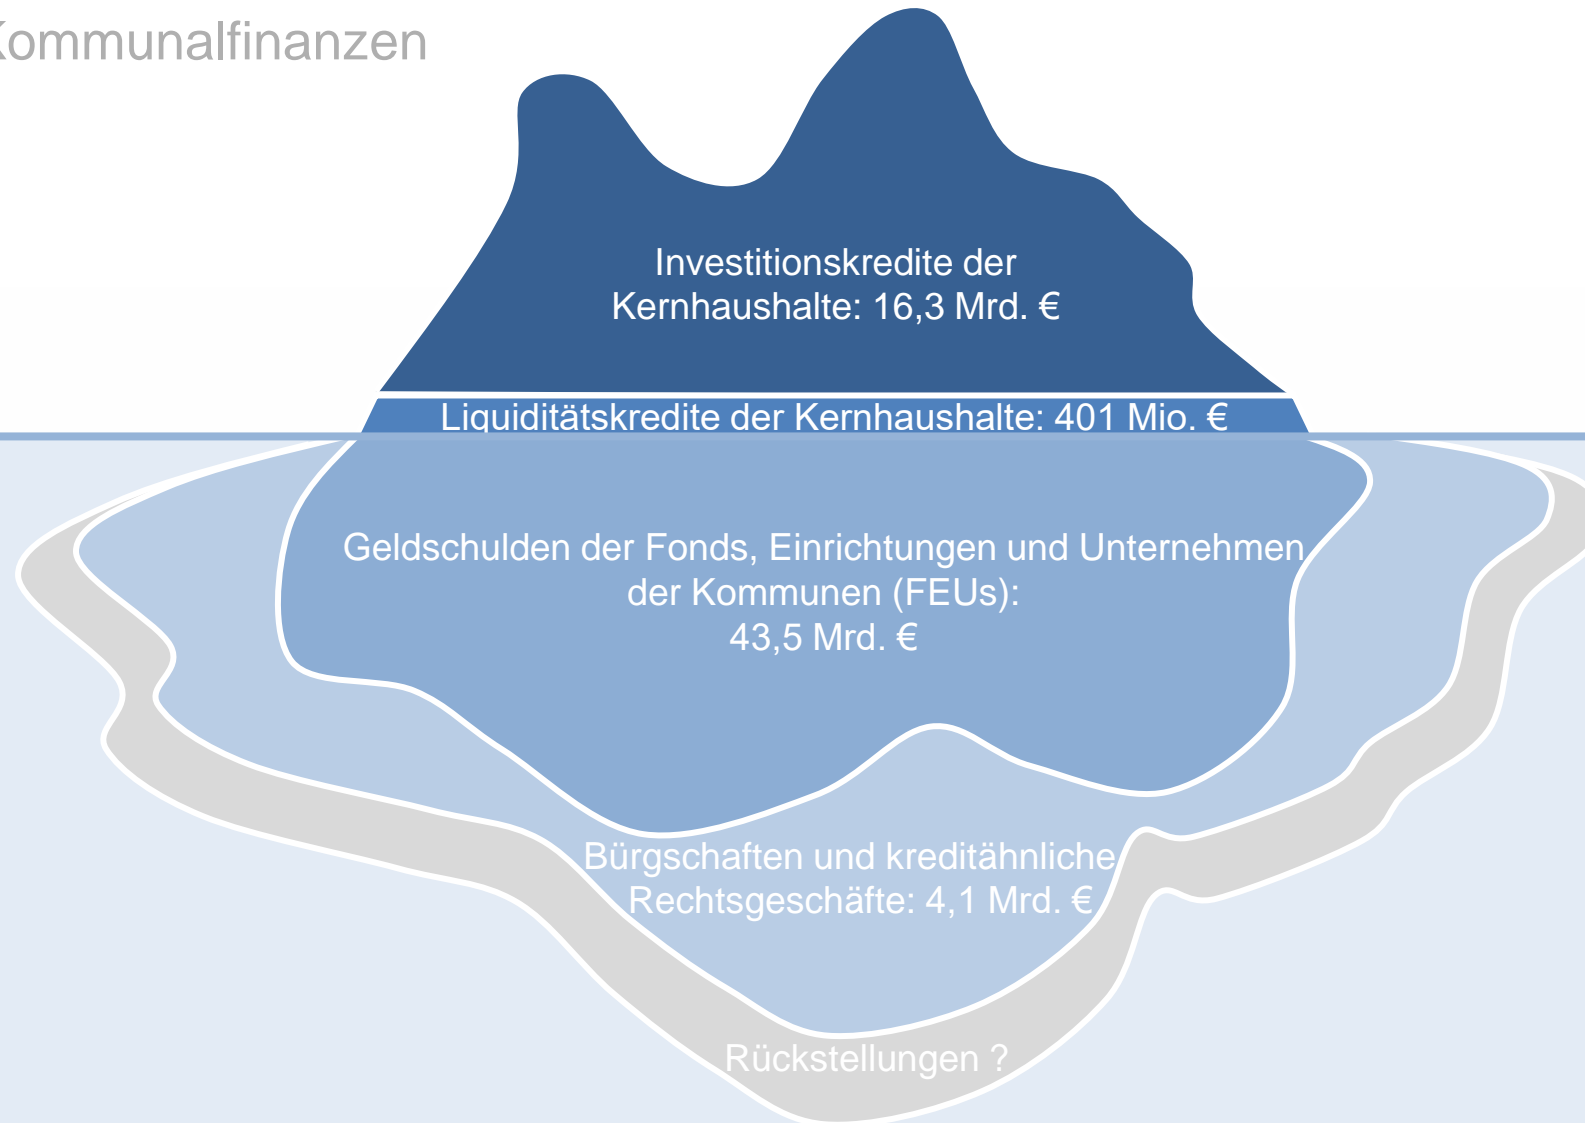 Kommunalfinanzen
Investitionskredite der
Kernhaushalte: 16,3 Mrd. €
Liquiditätskredite der Kernhaushalte: 401 Mio. €
Geldschulden der Fonds, Einrichtungen und Unternehmen
der Kommunen (FEUs):
43,5 Mrd. €
Bürgschaften und kreditähnliche
Rechtsgeschäfte: 4,1 Mrd. €
Rückstellungen ?